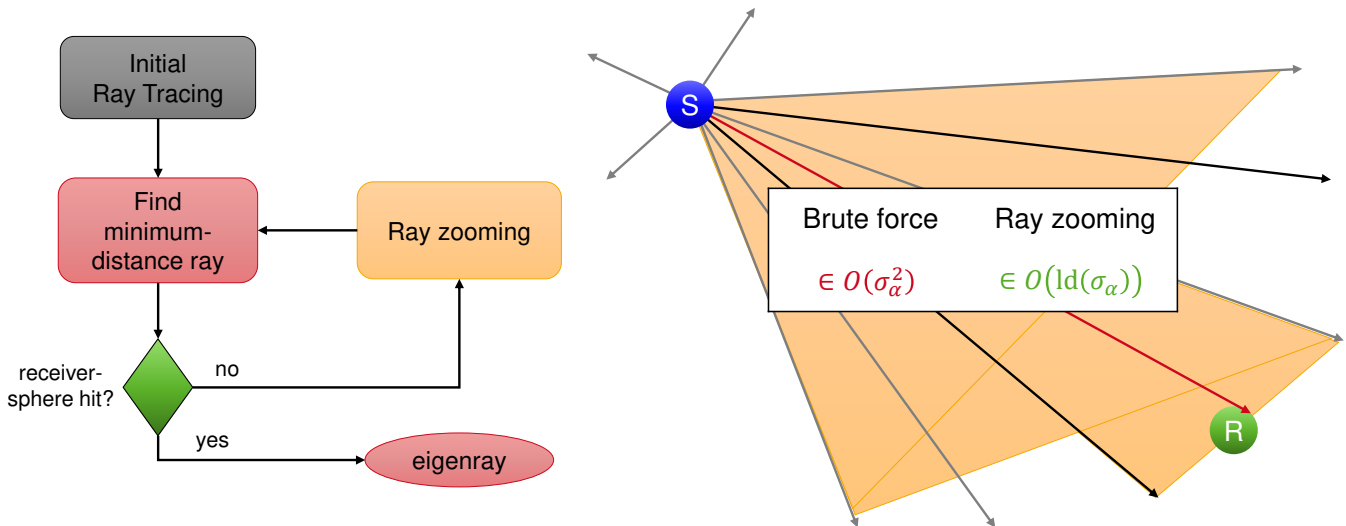 Initial
Ray Tracing
Find
minimum-
distance ray
Ray zooming
receiver-
sphere hit?
no
yes
eigenray
S
Brute force
Ray zooming
∈ O(σ_α^2)
∈ O(ld(σ_α))
R